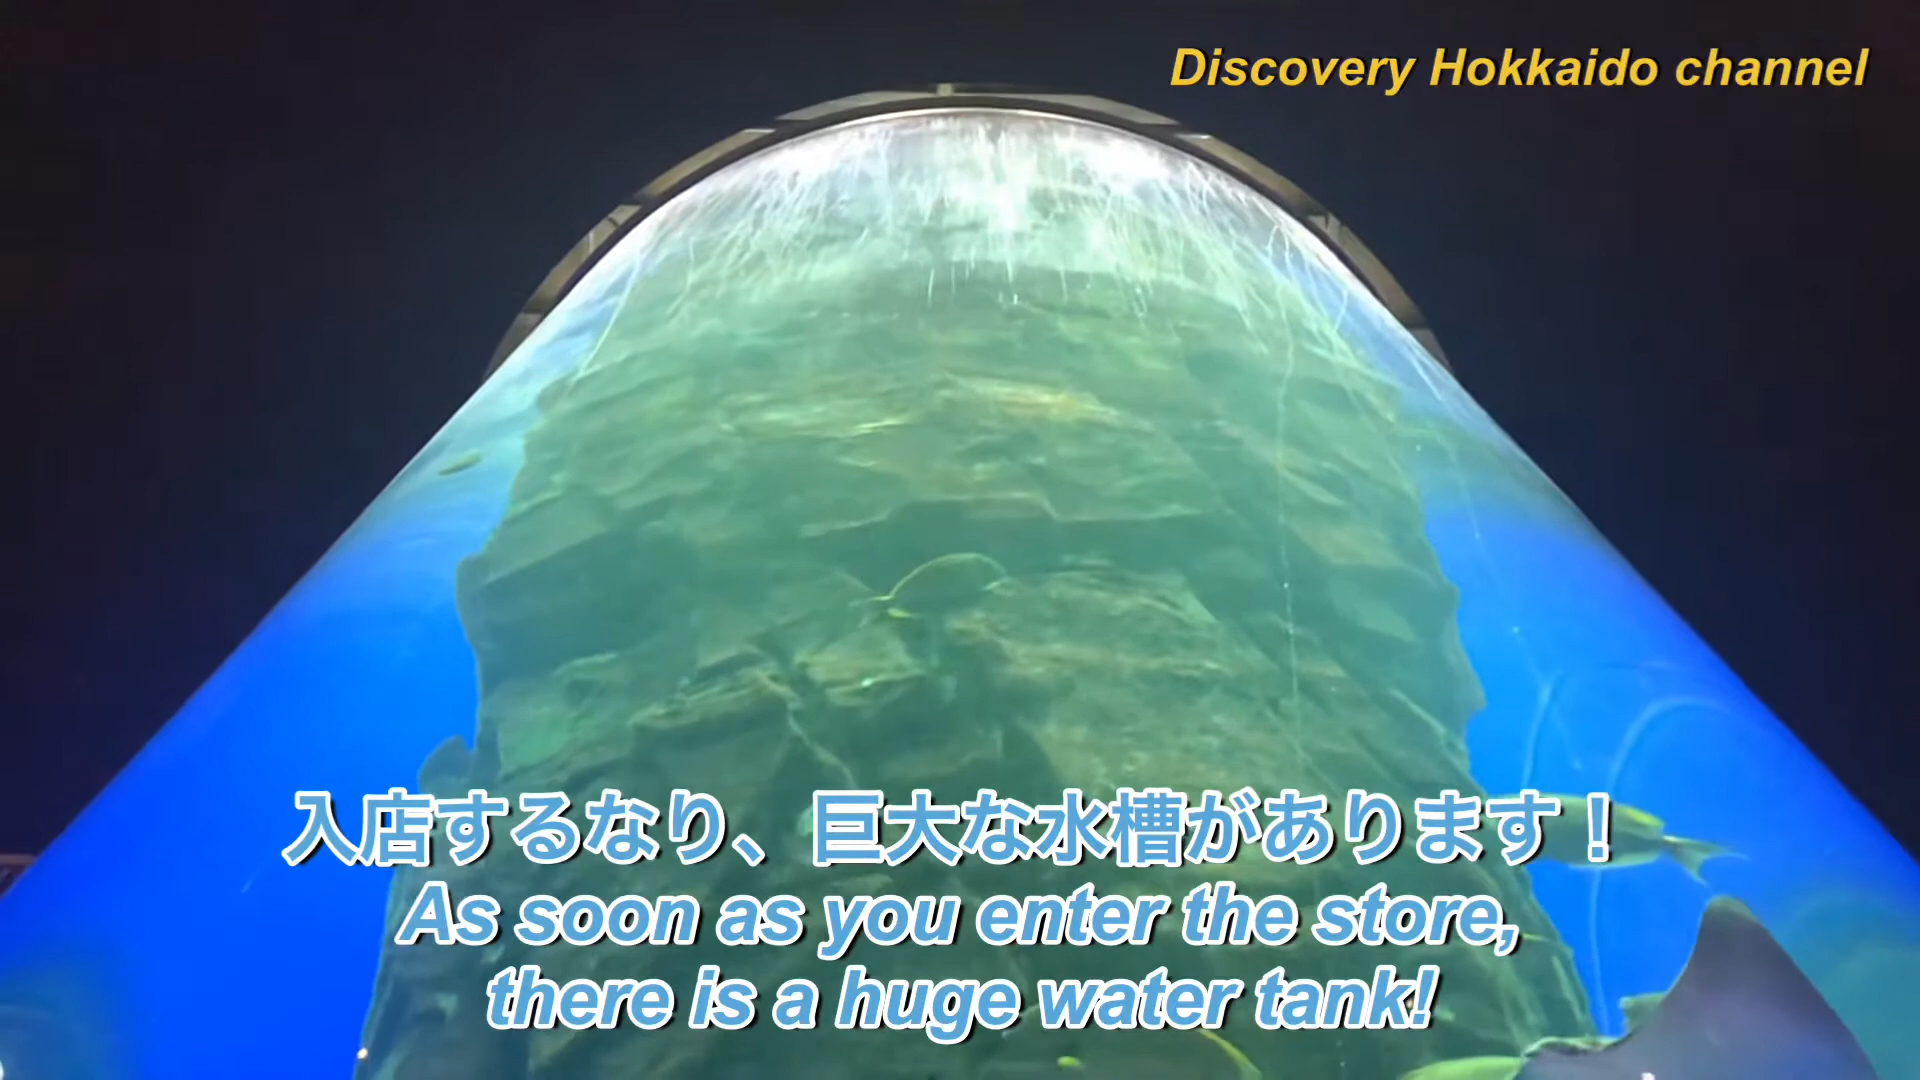 Discovery Hokkaido channel
入店するなり、巨大な水槽があります！
As soon as you enter the store,
there is a huge water tank!